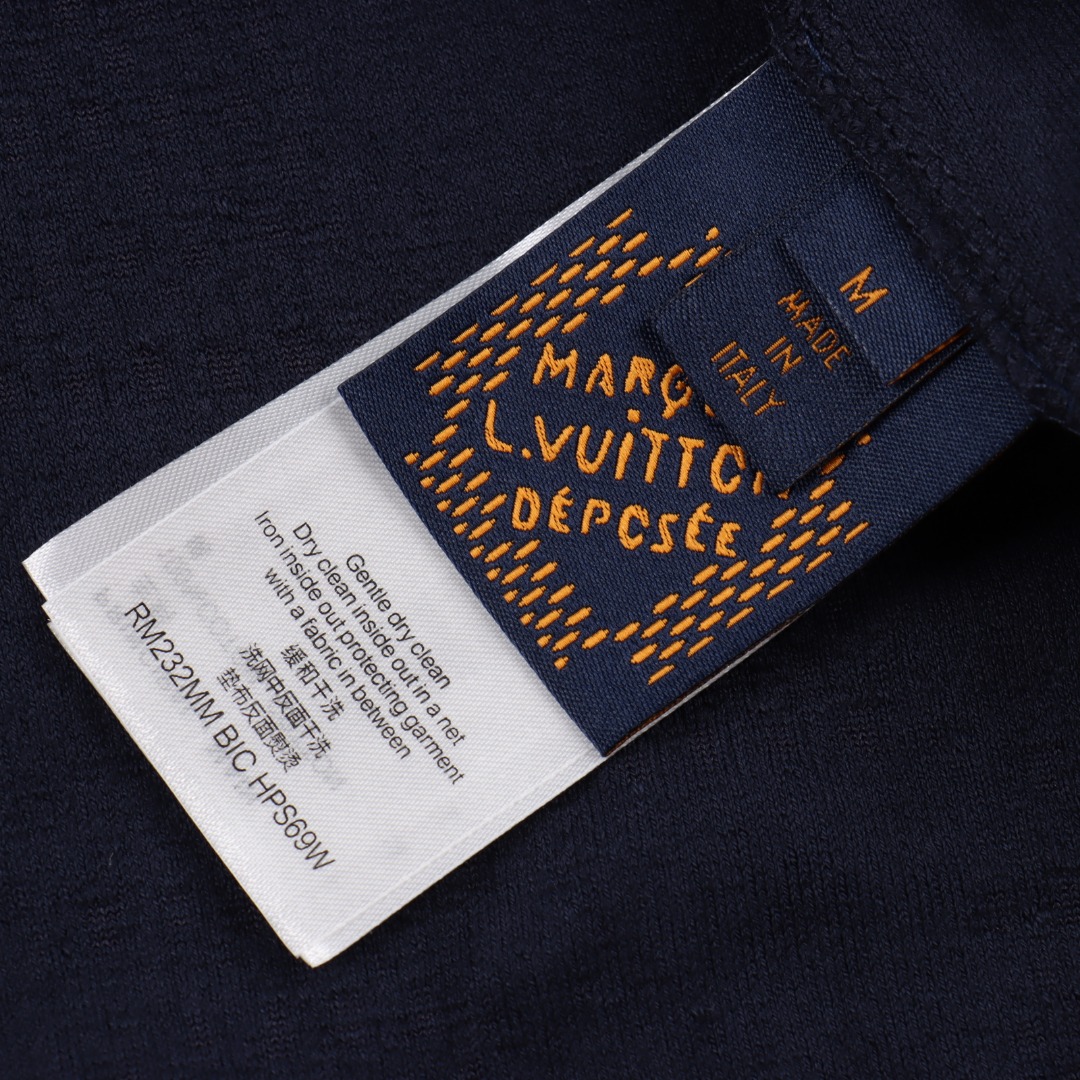 M
MADE
IN
ITALY
MARQ
L.VUITTON
DÉPOSÉE
Gentle dry clean
Dry clean inside out in a net
Iron inside out protecting garment
with a fabric in between
缓和干洗
洗网中反面干洗
垫布反面熨烫
RM232MM BIC HPS69W